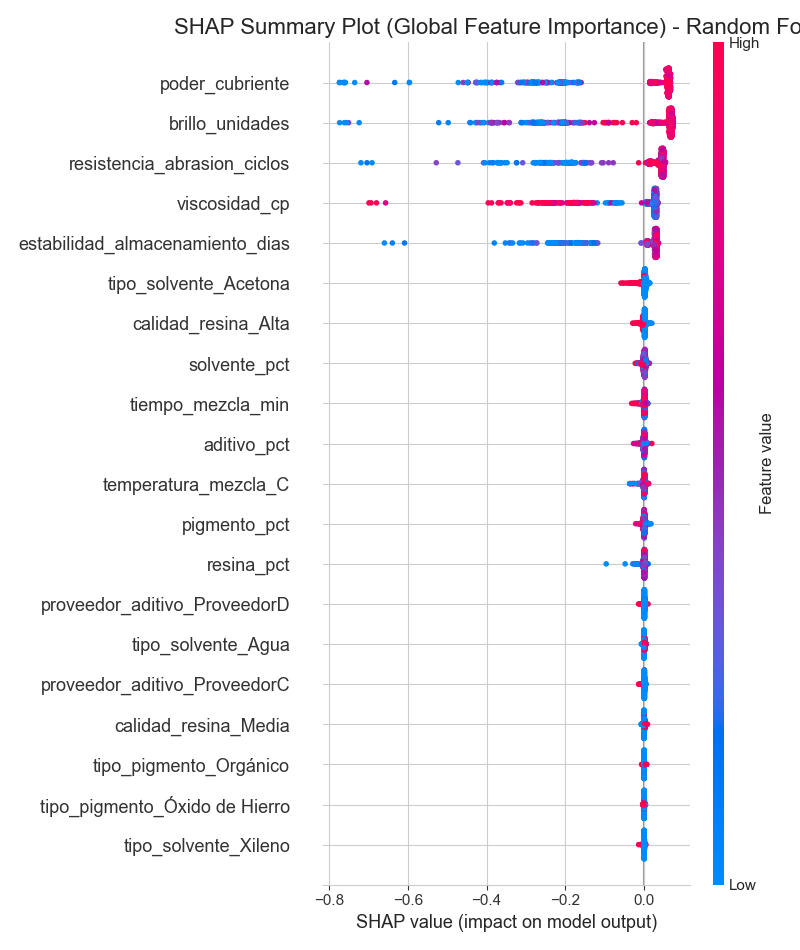 SHAP Summary Plot (Global Feature Importance) - Random Fo
High
poder_cubriente
brillo_unidades
resistencia_abrasion_ciclos
viscosidad_cp
estabilidad_almacenamiento_dias
tipo_solvente_Acetona
calidad_resina_Alta
solvente_pct
tiempo_mezcla_min
aditivo_pct
temperatura_mezcla_C
pigmento_pct
resina_pct
proveedor_aditivo_ProveedorD
tipo_solvente_Agua
proveedor_aditivo_ProveedorC
calidad_resina_Media
tipo_pigmento_Orgánico
tipo_pigmento_Óxido de Hierro
tipo_solvente_Xileno
Feature value
Low
−0.8 −0.6 −0.4 −0.2 0.0
SHAP value (impact on model output)